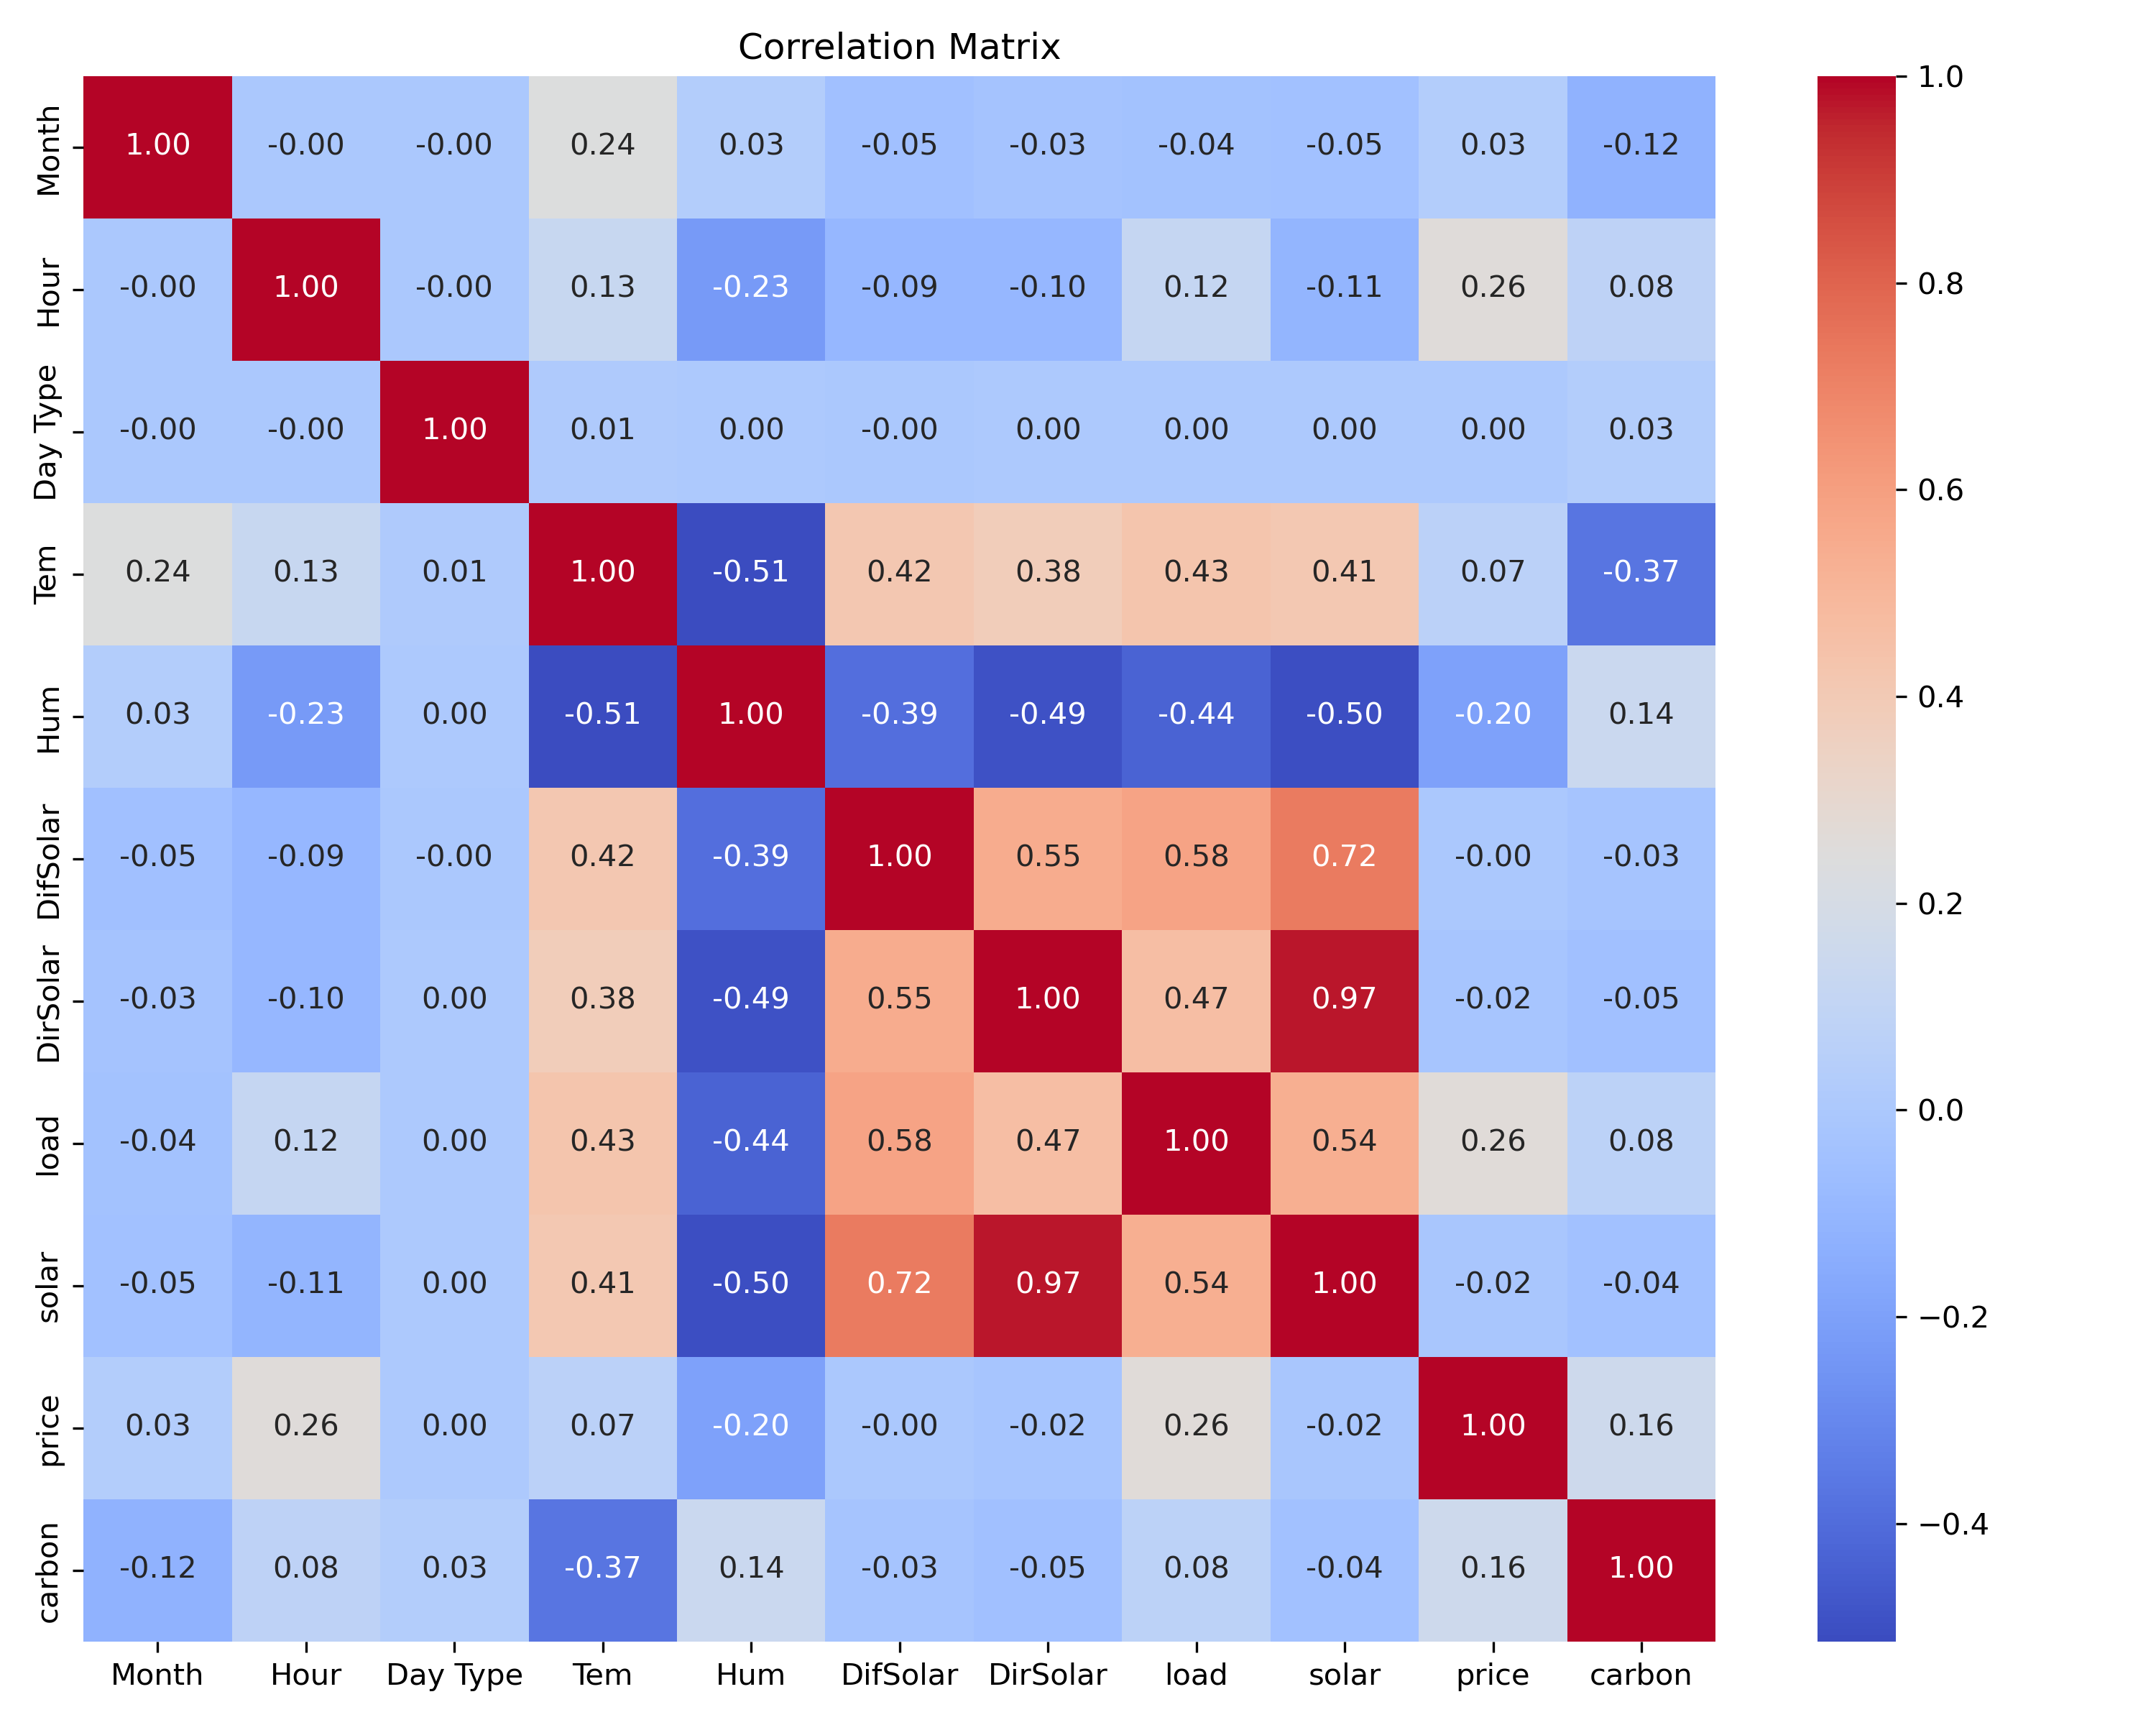 Correlation Matrix
Month 1.00 -0.00 -0.00 0.24 0.03 -0.05 -0.03 -0.04 -0.05 0.03 -0.12
Hour -0.00 1.00 -0.00 0.13 -0.23 -0.09 -0.10 0.12 -0.11 0.26 0.08
Day Type -0.00 -0.00 1.00 0.01 0.00 -0.00 0.00 0.00 0.00 0.00 0.03
Tem 0.24 0.13 0.01 1.00 -0.51 0.42 0.38 0.43 0.41 0.07 -0.37
Hum 0.03 -0.23 0.00 -0.51 1.00 -0.39 -0.49 -0.44 -0.50 -0.20 0.14
DifSolar -0.05 -0.09 -0.00 0.42 -0.39 1.00 0.55 0.58 0.72 -0.00 -0.03
DirSolar -0.03 -0.10 0.00 0.38 -0.49 0.55 1.00 0.47 0.97 -0.02 -0.05
load -0.04 0.12 0.00 0.43 -0.44 0.58 0.47 1.00 0.54 0.26 0.08
solar -0.05 -0.11 0.00 0.41 -0.50 0.72 0.97 0.54 1.00 -0.02 -0.04
price 0.03 0.26 0.00 0.07 -0.20 -0.00 -0.02 0.26 -0.02 1.00 0.16
carbon -0.12 0.08 0.03 -0.37 0.14 -0.03 -0.05 0.08 -0.04 0.16 1.00
Month Hour Day Type Tem Hum DifSolar DirSolar load solar price carbon
1.0
0.8
0.6
0.4
0.2
0.0
−0.2
−0.4